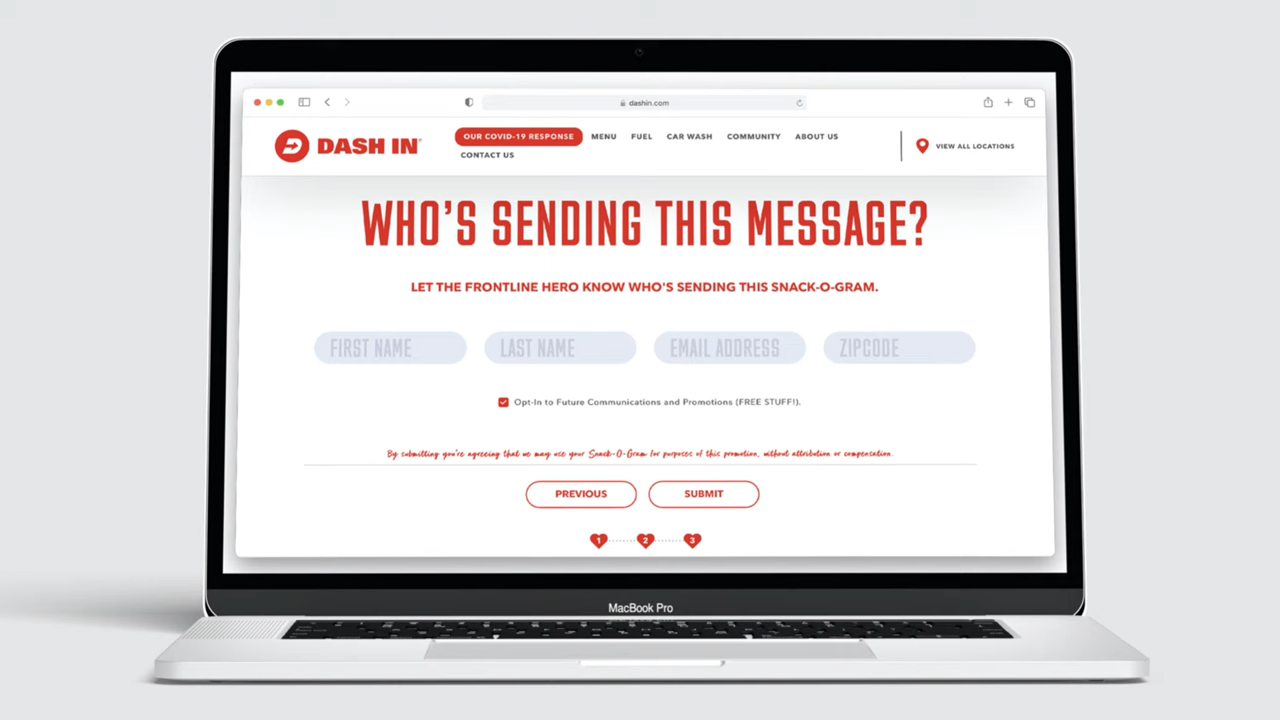 dashin.com
DASH IN®
OUR COVID-19 RESPONSE MENU FUEL CAR WASH COMMUNITY ABOUT US
CONTACT US
VIEW ALL LOCATIONS
WHO'S SENDING THIS MESSAGE?
LET THE FRONTLINE HERO KNOW WHO'S SENDING THIS SNACK-O-GRAM.
FIRST NAME LAST NAME EMAIL ADDRESS ZIPCODE
Opt-In to Future Communications and Promotions (FREE STUFF!).
By submitting you're agreeing that we may use your Snack-O-Gram for purposes of this promotion, without attribution or compensation.
PREVIOUS SUBMIT
1 2 3
MacBook Pro